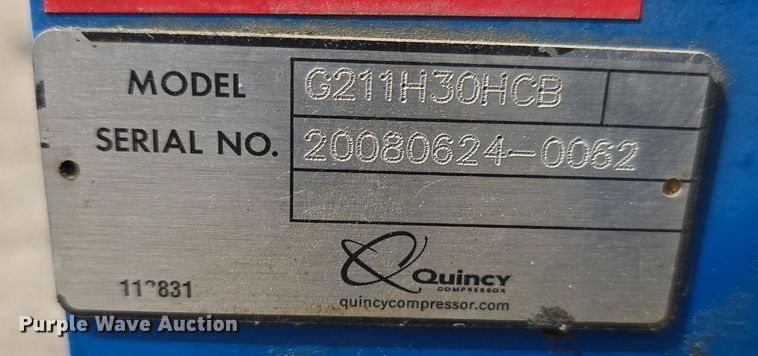 MODEL G211H30HCB
SERIAL NO. 20080624-0062
Quincy
COMPRESSOR
quincycompressor.com
Purple Wave Auction